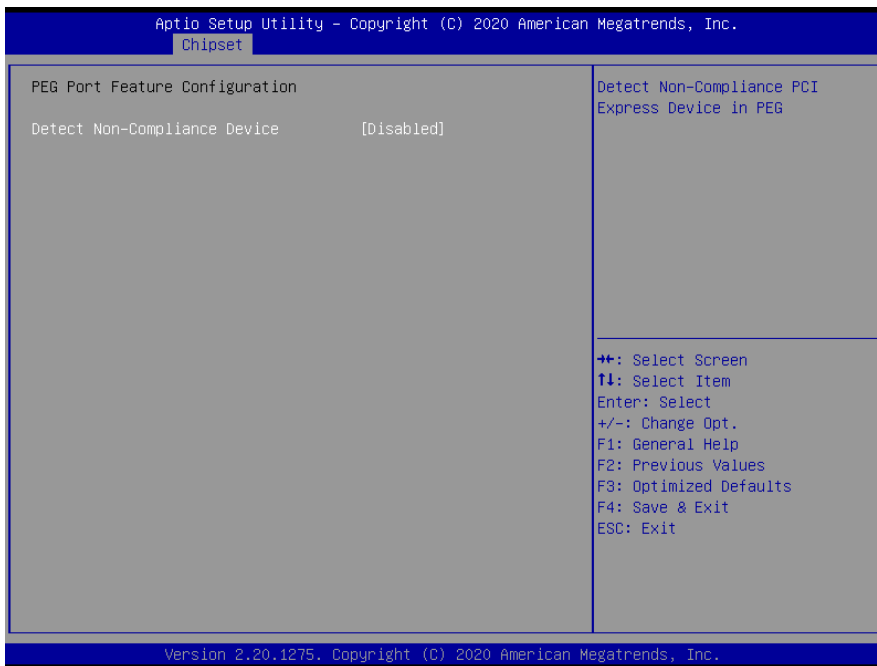 Aptio Setup Utility – Copyright (C) 2020 American Megatrends, Inc.
Chipset
PEG Port Feature Configuration
Detect Non-Compliance Device [Disabled]
Detect Non-Compliance PCI
Express Device in PEG
→←: Select Screen
↑↓: Select Item
Enter: Select
+/-: Change Opt.
F1: General Help
F2: Previous Values
F3: Optimized Defaults
F4: Save & Exit
ESC: Exit
Version 2.20.1275. Copyright (C) 2020 American Megatrends, Inc.